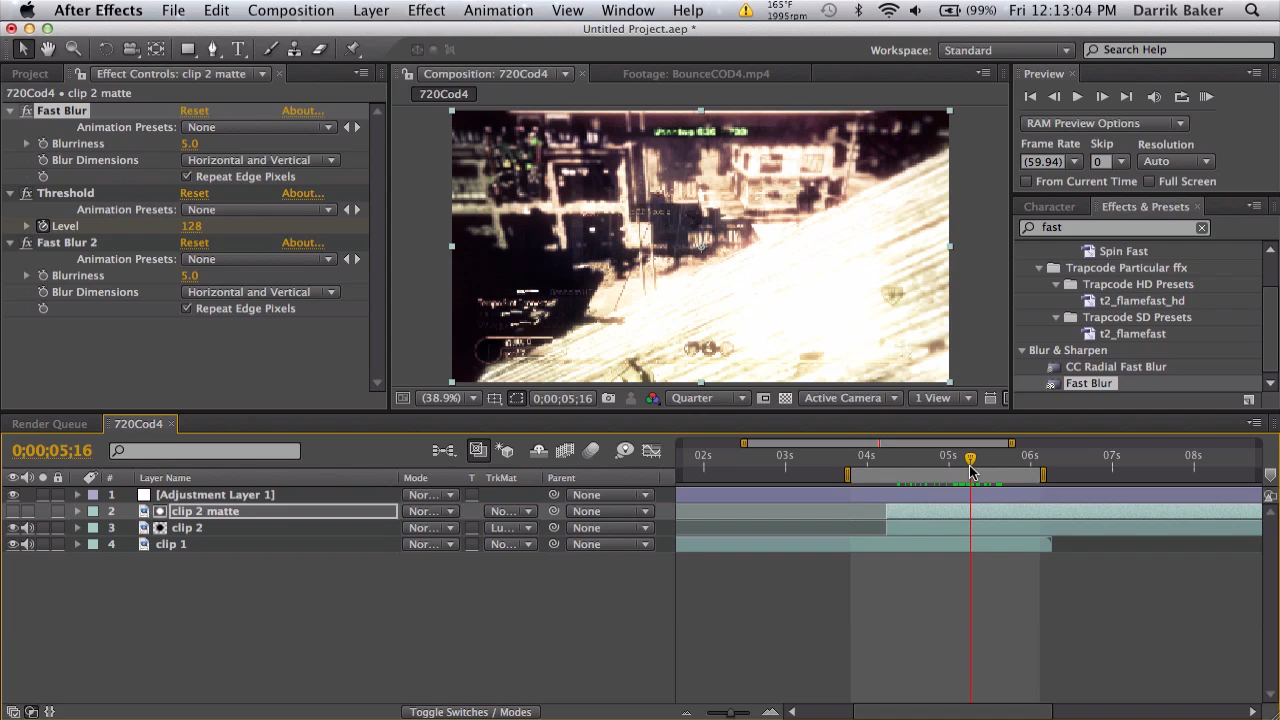 After Effects File Edit Composition Layer Effect Animation View Window Help 165°F 1995rpm (99%) Fri 12:13:04 PM Darrik Baker
Untitled Project.aep *
Workspace: Standard Search Help
Project Effect Controls: clip 2 matte Composition: 720Cod4 Footage: BounceCOD4.mp4 Preview
720Cod4 • clip 2 matte
720Cod4
Fast Blur Reset About...
Animation Presets: None
Blurriness 5.0
Blur Dimensions Horizontal and Vertical
Repeat Edge Pixels
Threshold Reset About...
Animation Presets: None
Level 128
Fast Blur 2 Reset About...
Animation Presets: None
Blurriness 5.0
Blur Dimensions Horizontal and Vertical
Repeat Edge Pixels
(38.9%) 0;00;05;16 Quarter Active Camera 1 View
RAM Preview Options
Frame Rate Skip Resolution
(59.94) 0 Auto
From Current Time Full Screen
Character Effects & Presets
fast
Spin Fast
Trapcode Particular ffx
Trapcode HD Presets
t2_flamefast_hd
Trapcode SD Presets
t2_flamefast
Blur & Sharpen
CC Radial Fast Blur
Fast Blur
Render Queue 720Cod4
0;00;05;16
02s 03s 04s 05s 06s 07s 08s
# Layer Name Mode T TrkMat Parent
1 [Adjustment Layer 1] Nor... None
2 clip 2 matte Nor... No... None
3 clip 2 Nor... Lu... None
4 clip 1 Nor... No... None
Toggle Switches / Modes